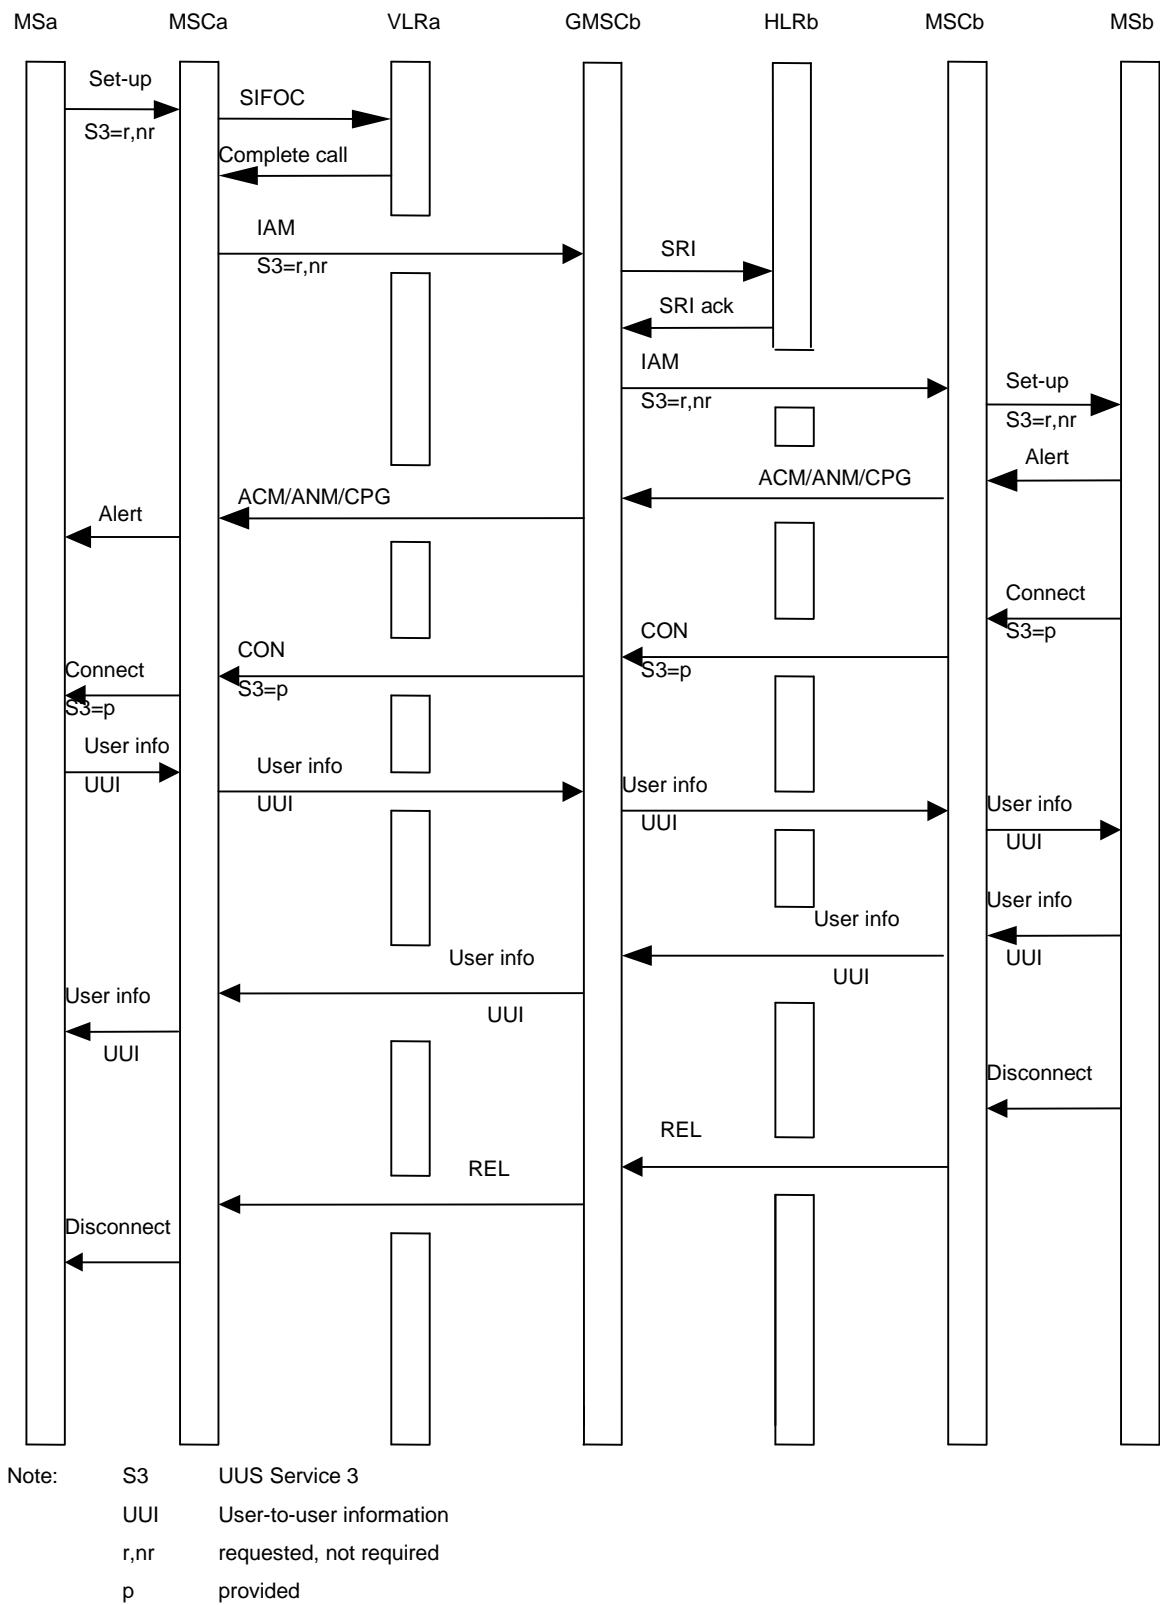 MSa MSCa VLRa GMSCb HLRb MSCb MSb
Set-up
S3=r,nr
SIFOC
Complete call
IAM
S3=r,nr
SRI
SRI ack
IAM
S3=r,nr
Set-up
S3=r,nr
Alert
ACM/ANM/CPG
ACM/ANM/CPG
Alert
Connect
S3=p
CON
S3=p
CON
S3=p
Connect
S3=p
User info
UUI
User info
UUI
User info
UUI
User info
UUI
User info
UUI
User info
UUI
User info
UUI
User info
UUI
Disconnect
REL
REL
Disconnect
Note: S3 UUS Service 3
UUI User-to-user information
r,nr requested, not required
p provided